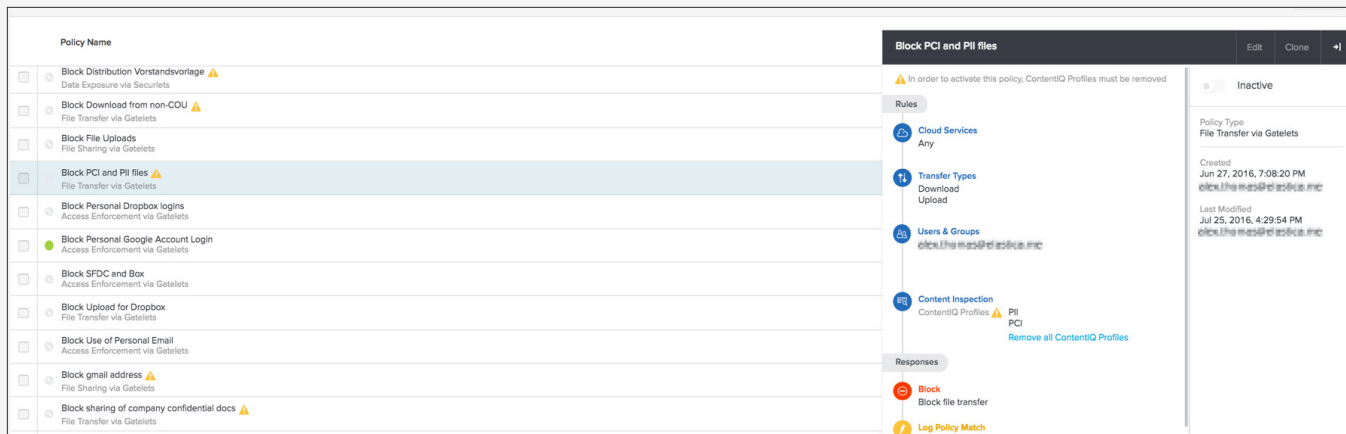 Policy Name
Block Distribution Vorstandsvorlage
Data Exposure via Securlets
Block Download from non-COU
File Transfer via Gatelets
Block File Uploads
File Sharing via Gatelets
Block PCI and PII files
File Transfer via Gatelets
Block Personal Dropbox logins
Access Enforcement via Gatelets
Block Personal Google Account Login
Access Enforcement via Gatelets
Block SFDC and Box
Access Enforcement via Gatelets
Block Upload for Dropbox
File Transfer via Gatelets
Block Use of Personal Email
Access Enforcement via Gatelets
Block gmail address
File Sharing via Gatelets
Block sharing of company confidential docs
File Transfer via Gatelets
Block PCI and PII files
Edit
Clone
In order to activate this policy, ContentIQ Profiles must be removed
Rules
Cloud Services
Any
Transfer Types
Download
Upload
Users & Groups
Content Inspection
ContentIQ Profiles PII
PCI
Remove all ContentIQ Profiles
Responses
Block
Block file transfer
Log Policy Match
Inactive
Policy Type
File Transfer via Gatelets
Created
Jun 27, 2016, 7:08:20 PM
Last Modified
Jul 25, 2016, 4:29:54 PM